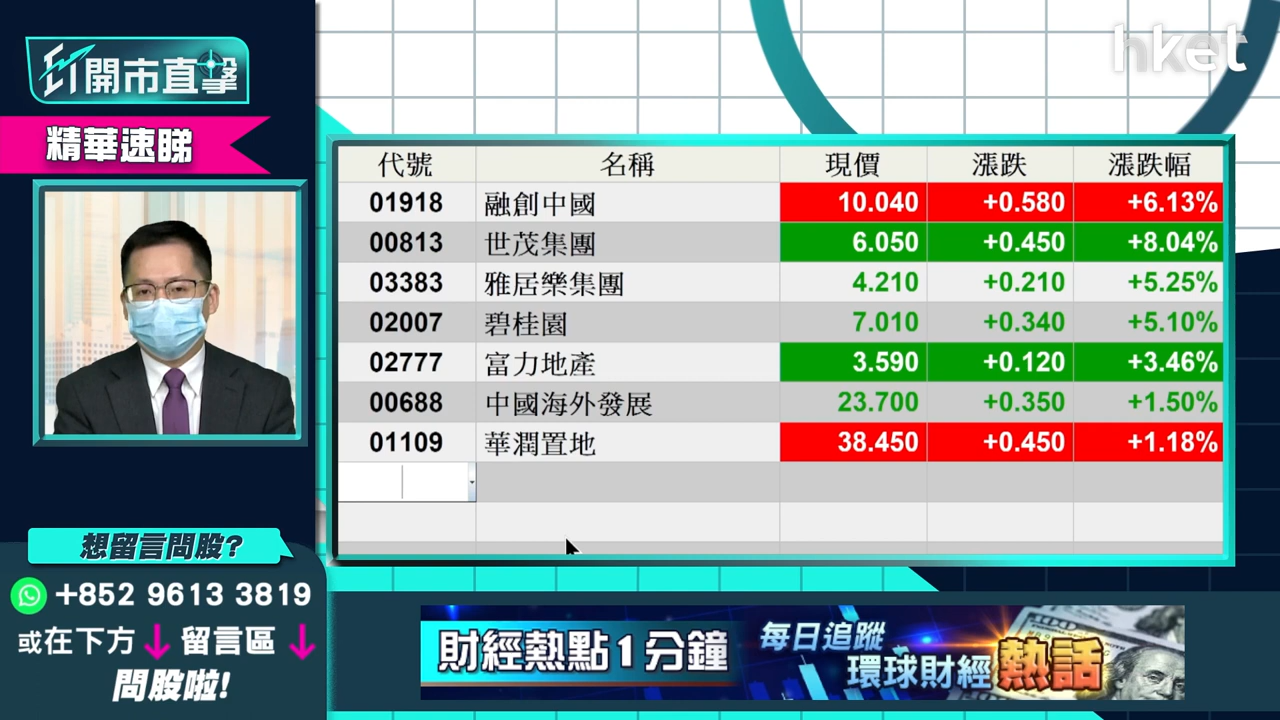 hket
ET開市直擊
精華速睇
代號 名稱 現價 漲跌 漲跌幅
01918 融創中國 10.040 +0.580 +6.13%
00813 世茂集團 6.050 +0.450 +8.04%
03383 雅居樂集團 4.210 +0.210 +5.25%
02007 碧桂園 7.010 +0.340 +5.10%
02777 富力地產 3.590 +0.120 +3.46%
00688 中國海外發展 23.700 +0.350 +1.50%
01109 華潤置地 38.450 +0.450 +1.18%
想留言問股?
+852 9613 3819
或在下方↓留言區↓
問股啦!
財經熱點1分鐘
每日追蹤
環球財經熱話